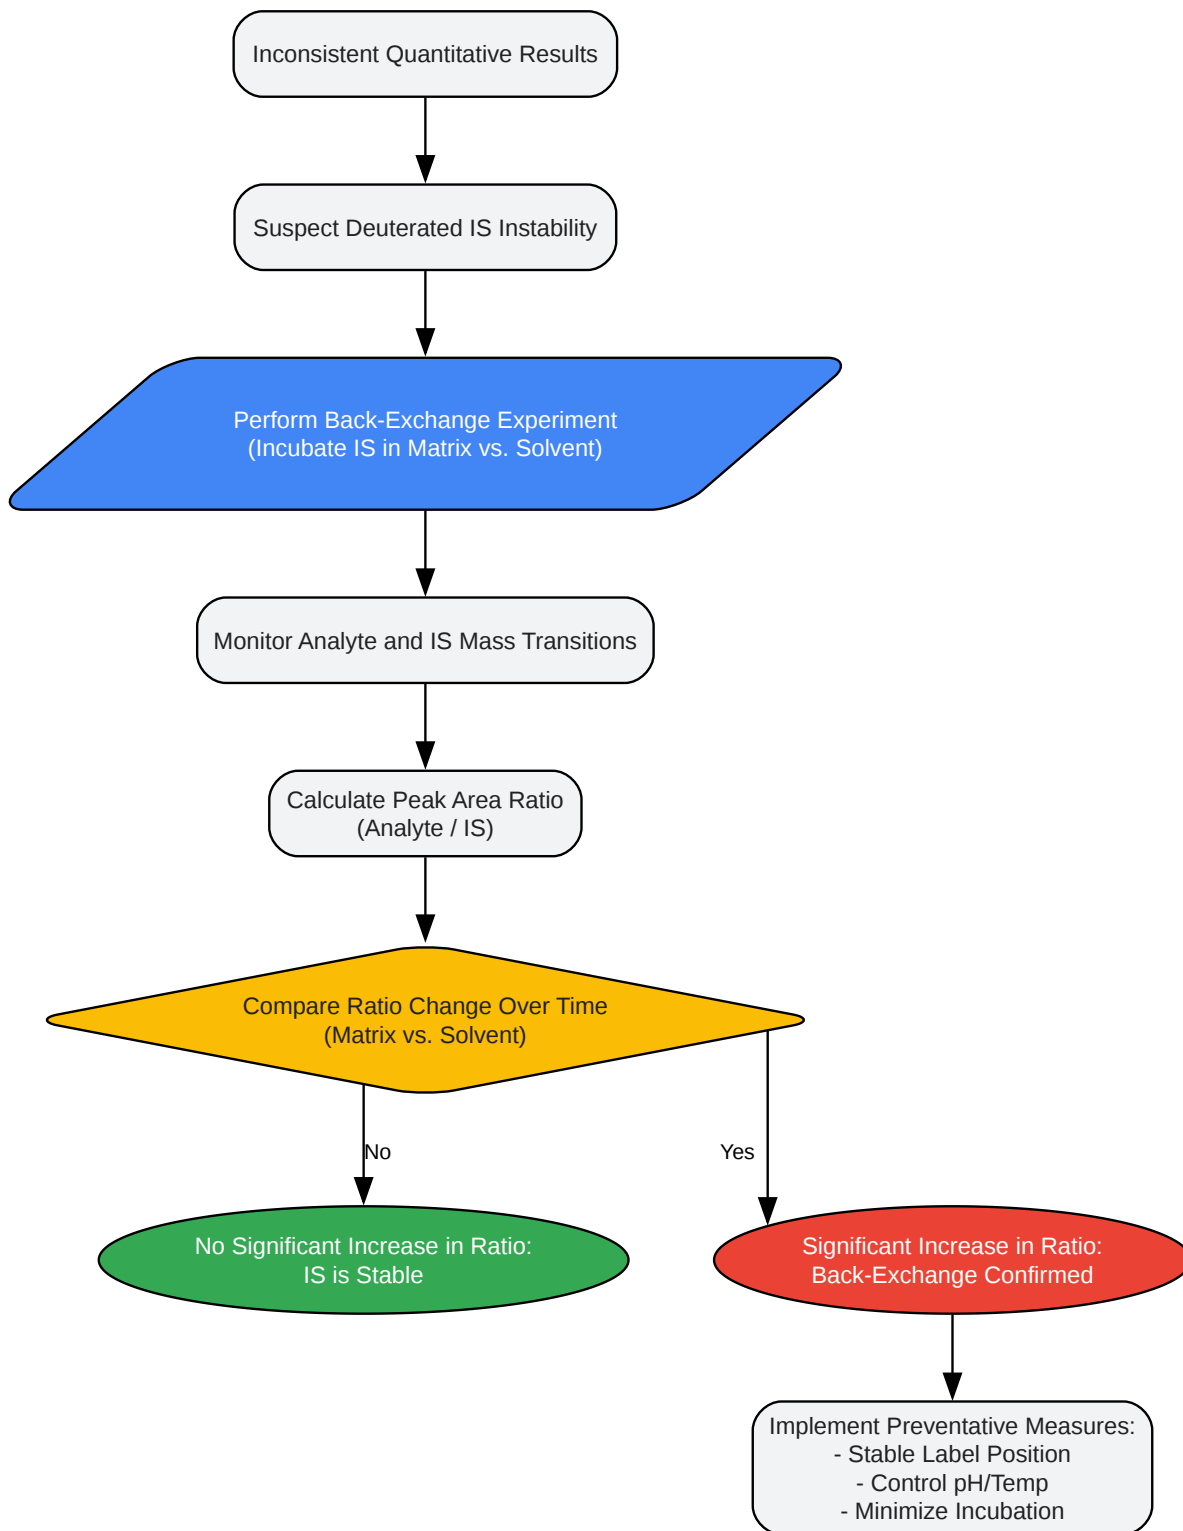 Inconsistent Quantitative Results
Suspect Deuterated IS Instability
Perform Back-Exchange Experiment
(Incubate IS in Matrix vs. Solvent)
Monitor Analyte and IS Mass Transitions
Calculate Peak Area Ratio
(Analyte / IS)
Compare Ratio Change Over Time
(Matrix vs. Solvent)
No
Yes
No Significant Increase in Ratio:
IS is Stable
Significant Increase in Ratio:
Back-Exchange Confirmed
Implement Preventative Measures:
- Stable Label Position
- Control pH/Temp
- Minimize Incubation